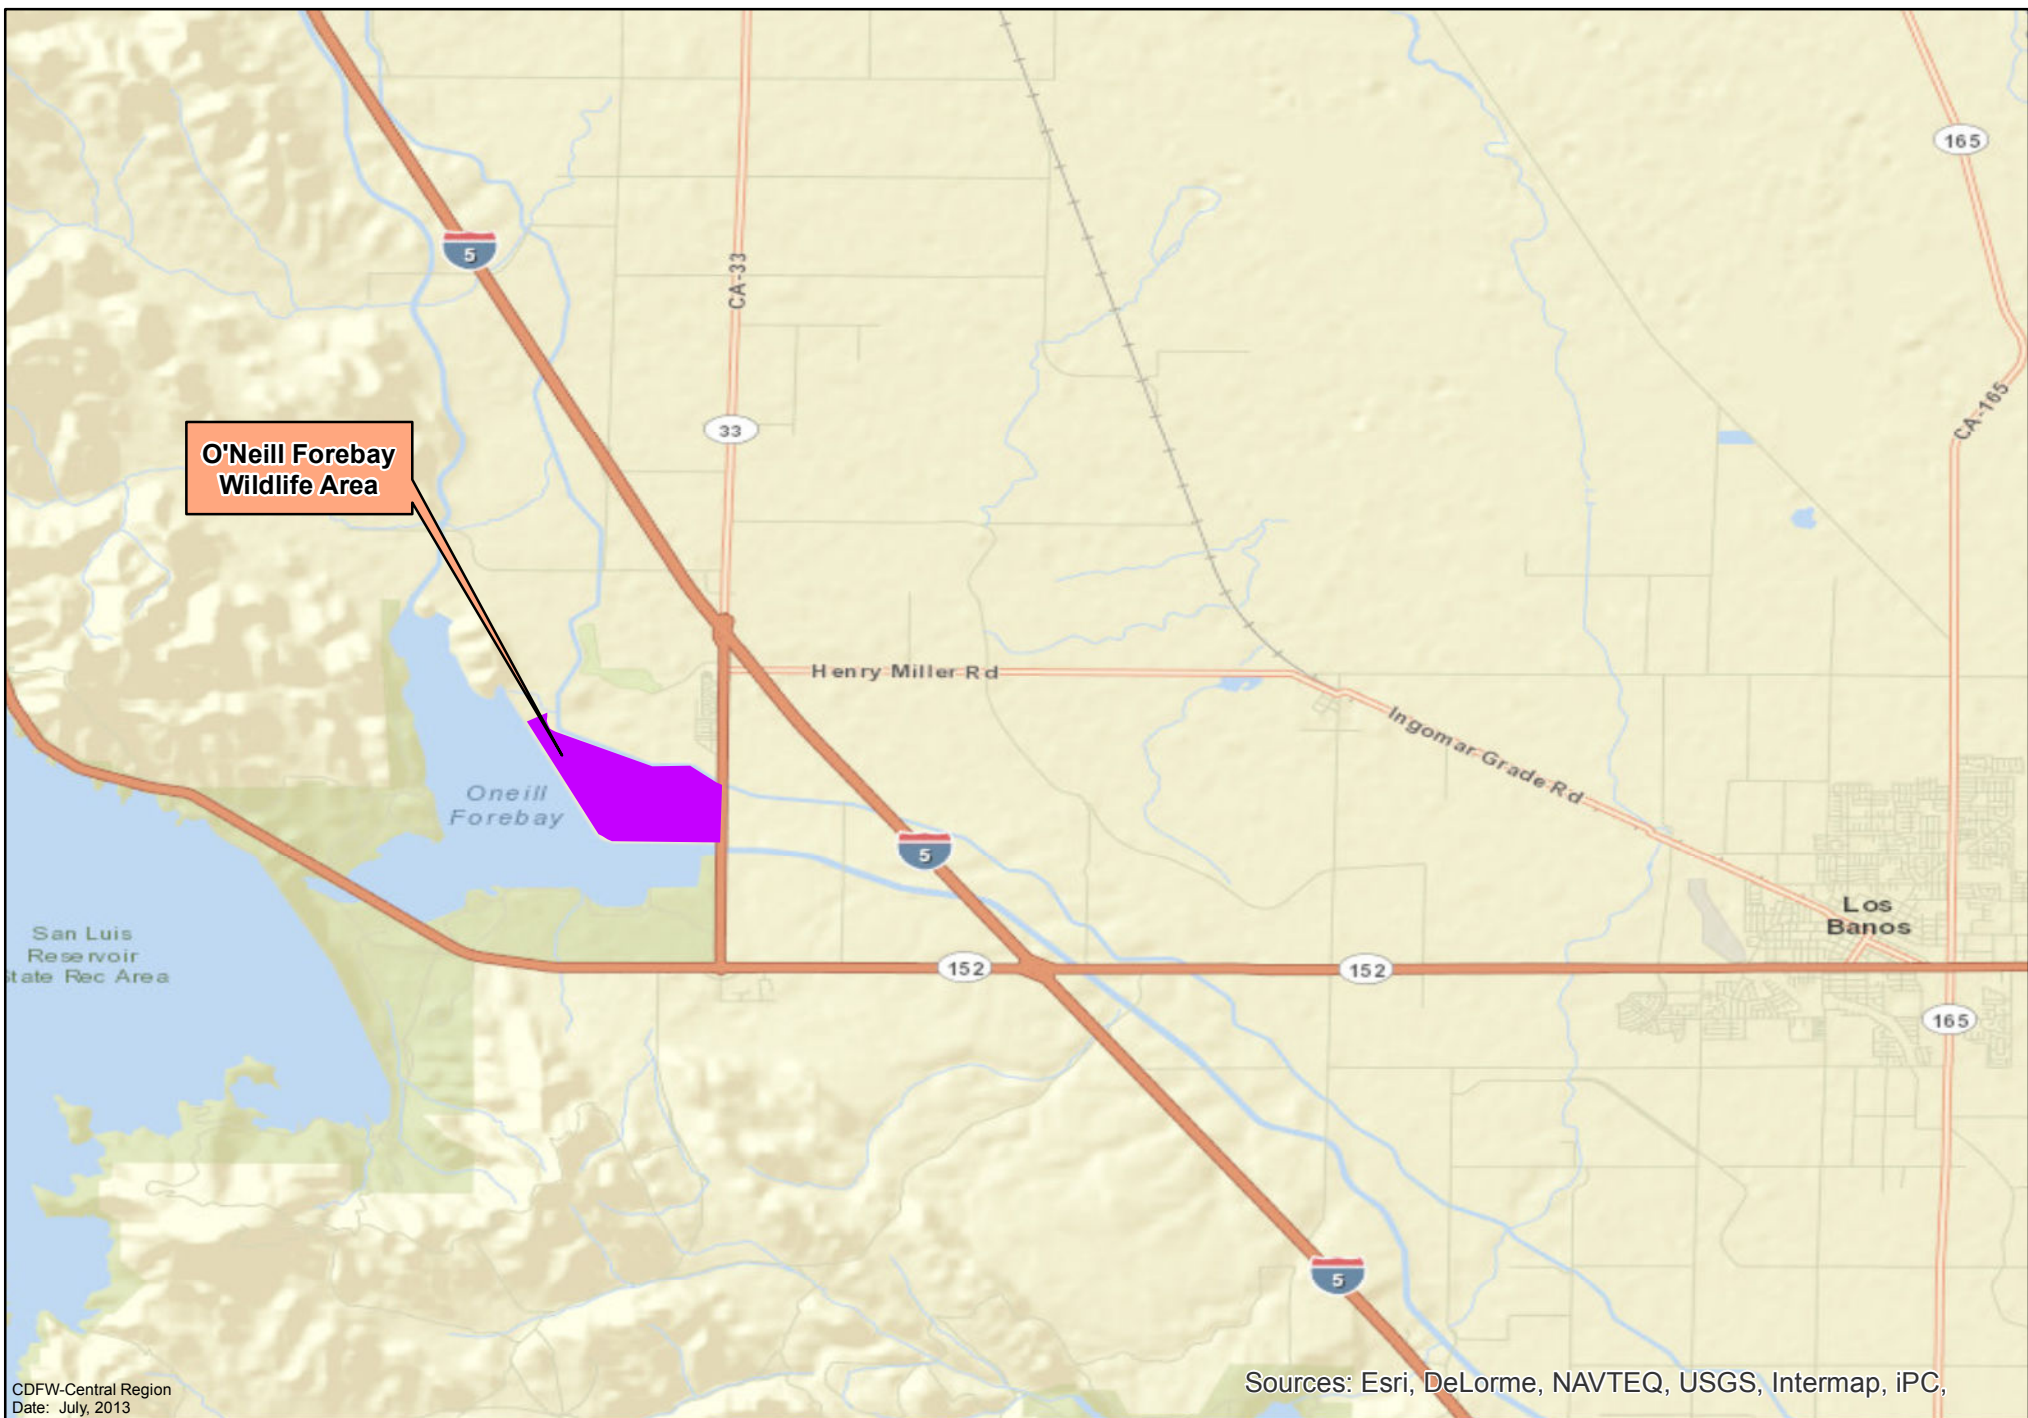 165
5
CA-33
CA-165
33
O'Neill Forebay
Wildlife Area
Henry Miller Rd
Ingomar Grade Rd
Oneill
Forebay
5
Los
Banos
San Luis
Reservoir
State Rec Area
152
152
165
5
Sources: Esri, DeLorme, NAVTEQ, USGS, Intermap, iPC,
CDFW-Central Region
Date: July, 2013